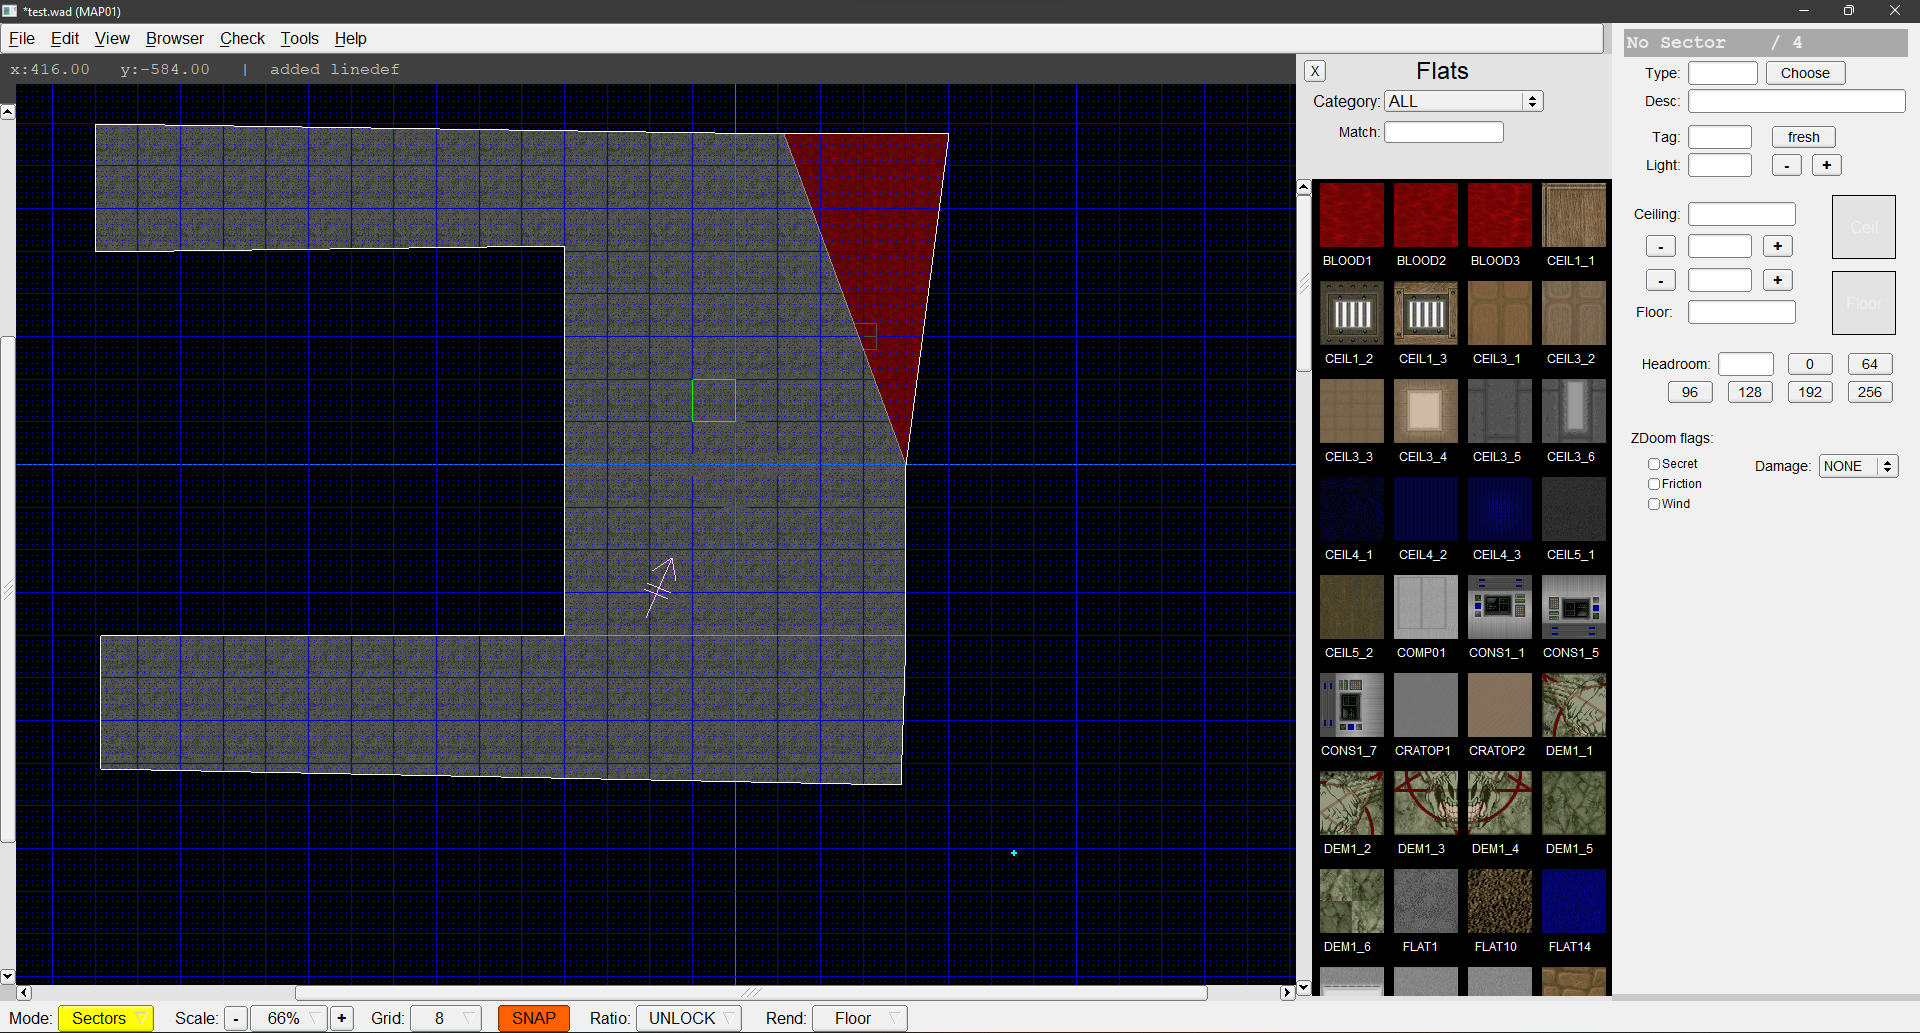 *test.wad (MAP01)
File Edit View Browser Check Tools Help
x:416.00 y:-584.00 | added linedef
X Flats
Category: ALL
Match:
BLOOD1 BLOOD2 BLOOD3 CEIL1_1
CEIL1_2 CEIL1_3 CEIL3_1 CEIL3_2
CEIL3_3 CEIL3_4 CEIL3_5 CEIL3_6
CEIL4_1 CEIL4_2 CEIL4_3 CEIL5_1
CEIL5_2 COMP01 CONS1_1 CONS1_5
CONS1_7 CRATOP1 CRATOP2 DEM1_1
DEM1_2 DEM1_3 DEM1_4 DEM1_5
DEM1_6 FLAT1 FLAT10 FLAT14
No Sector / 4
Type: Choose
Desc:
Tag: fresh
Light: - +
Ceiling: Ceil
- +
- +
Floor: Floor
Headroom: 0 64
96 128 192 256
ZDoom flags:
Secret Damage: NONE
Friction
Wind
Mode: Sectors Scale: - 66% + Grid: 8 SNAP Ratio: UNLOCK Rend: Floor